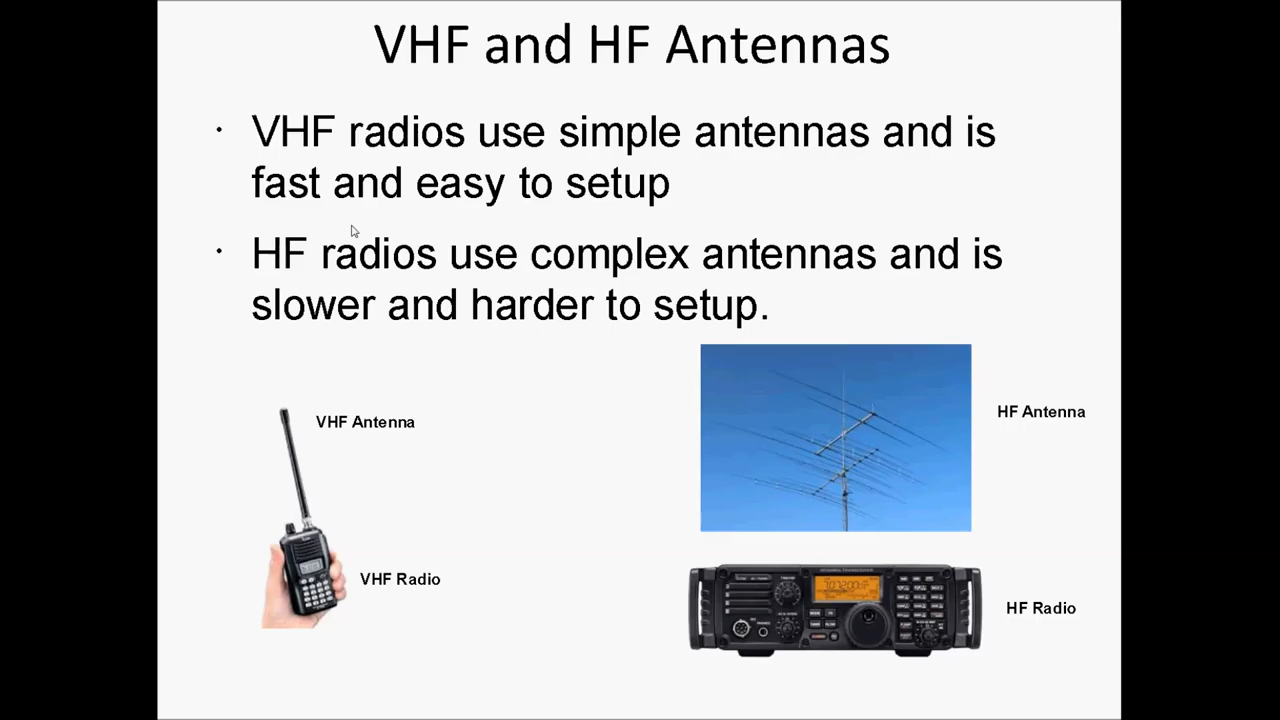 VHF and HF Antennas
· VHF radios use simple antennas and is
fast and easy to setup
· HF radios use complex antennas and is
slower and harder to setup.
VHF Antenna
HF Antenna
VHF Radio
HF Radio